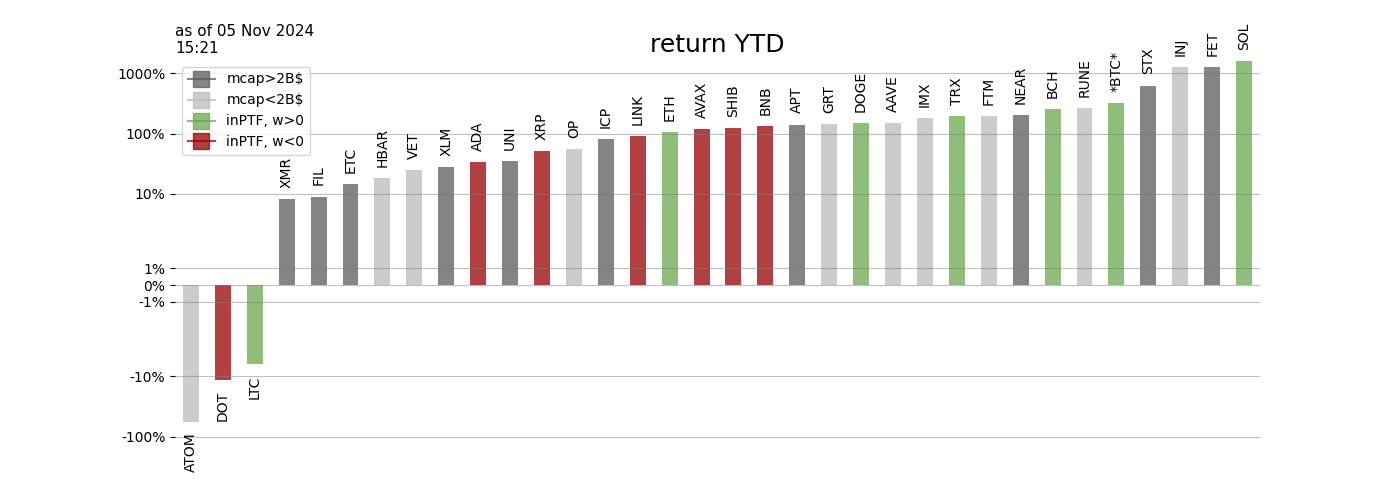 as of 05 Nov 2024
15:21
return YTD
mcap>2B$
mcap<2B$
inPTF, w>0
inPTF, w<0
1000%
100%
10%
1%
0%
-1%
-10%
-100%
ATOM
DOT
LTC
XMR
FIL
ETC
HBAR
VET
XLM
ADA
UNI
XRP
OP
ICP
LINK
ETH
AVAX
SHIB
BNB
APT
GRT
DOGE
AAVE
IMX
TRX
FTM
NEAR
BCH
RUNE
*BTC*
STX
INJ
FET
SOL